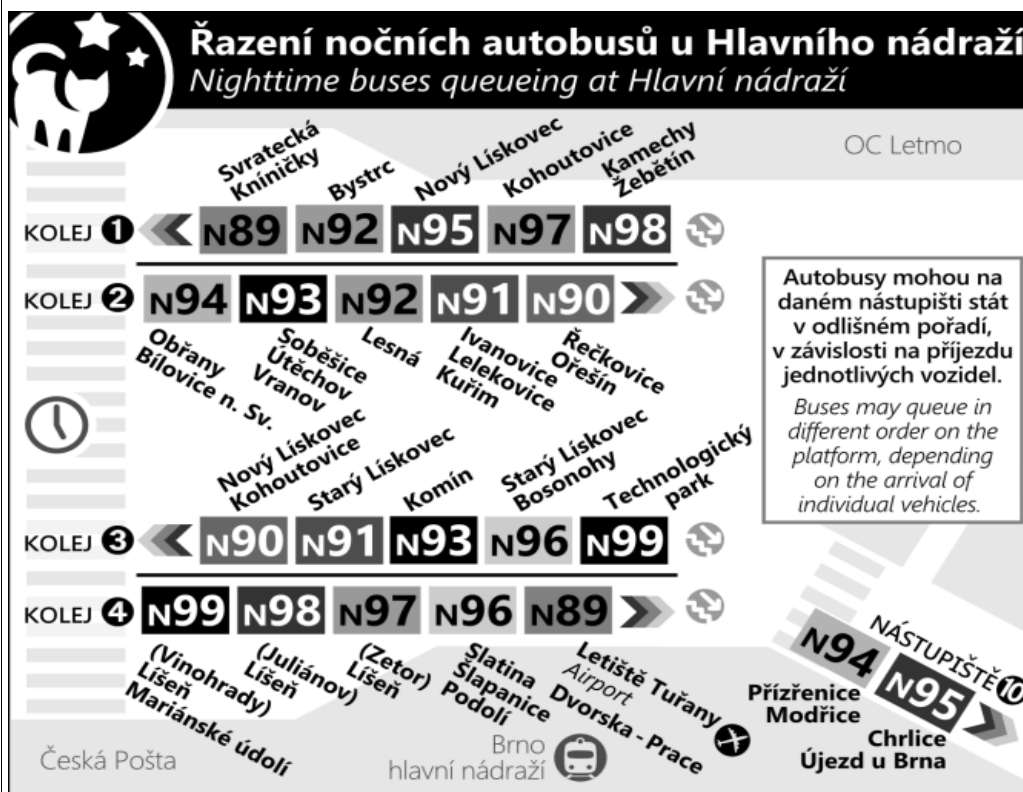 Řazení nočních autobusů u Hlavního nádraží
Nighttime buses queueing at Hlavní nádraží
OC Letmo
Svratecká
Kníničky
Bystrc
Nový Lískovec
Kohoutovice
Kamechy
Žebětín
KOLEJ 1 N89 N92 N95 N97 N98
KOLEJ 2 N94 N93 N92 N91 N90
Obřany
Bílovice n. Sv.
Soběšice
Útěchov
Vranov
Lesná
Ivanovice
Lelekovice
Kuřim
Řečkovice
Ořešín
Autobusy mohou na
daném nástupišti stát
v odlišném pořadí,
v závislosti na příjezdu
jednotlivých vozidel.
Buses may queue in
different order on the
platform, depending
on the arrival of
individual vehicles.
Nový Lískovec
Kohoutovice
Starý Lískovec
Komín
Starý Lískovec
Bosonohy
Technologický
park
KOLEJ 3 N90 N91 N93 N96 N99
KOLEJ 4 N99 N98 N97 N96 N89
(Vinohrady)
Líšeň
Mariánské údolí
(Juliánov)
Líšeň
(Zetor)
Líšeň
Slatina
Šlapanice
Podolí
Letiště Tuřany
Airport
Dvorska - Prace
NÁSTUPIŠTĚ 10
N94 N95
Přízřenice
Modřice
Chrlice
Újezd u Brna
Česká Pošta
Brno
hlavní nádraží